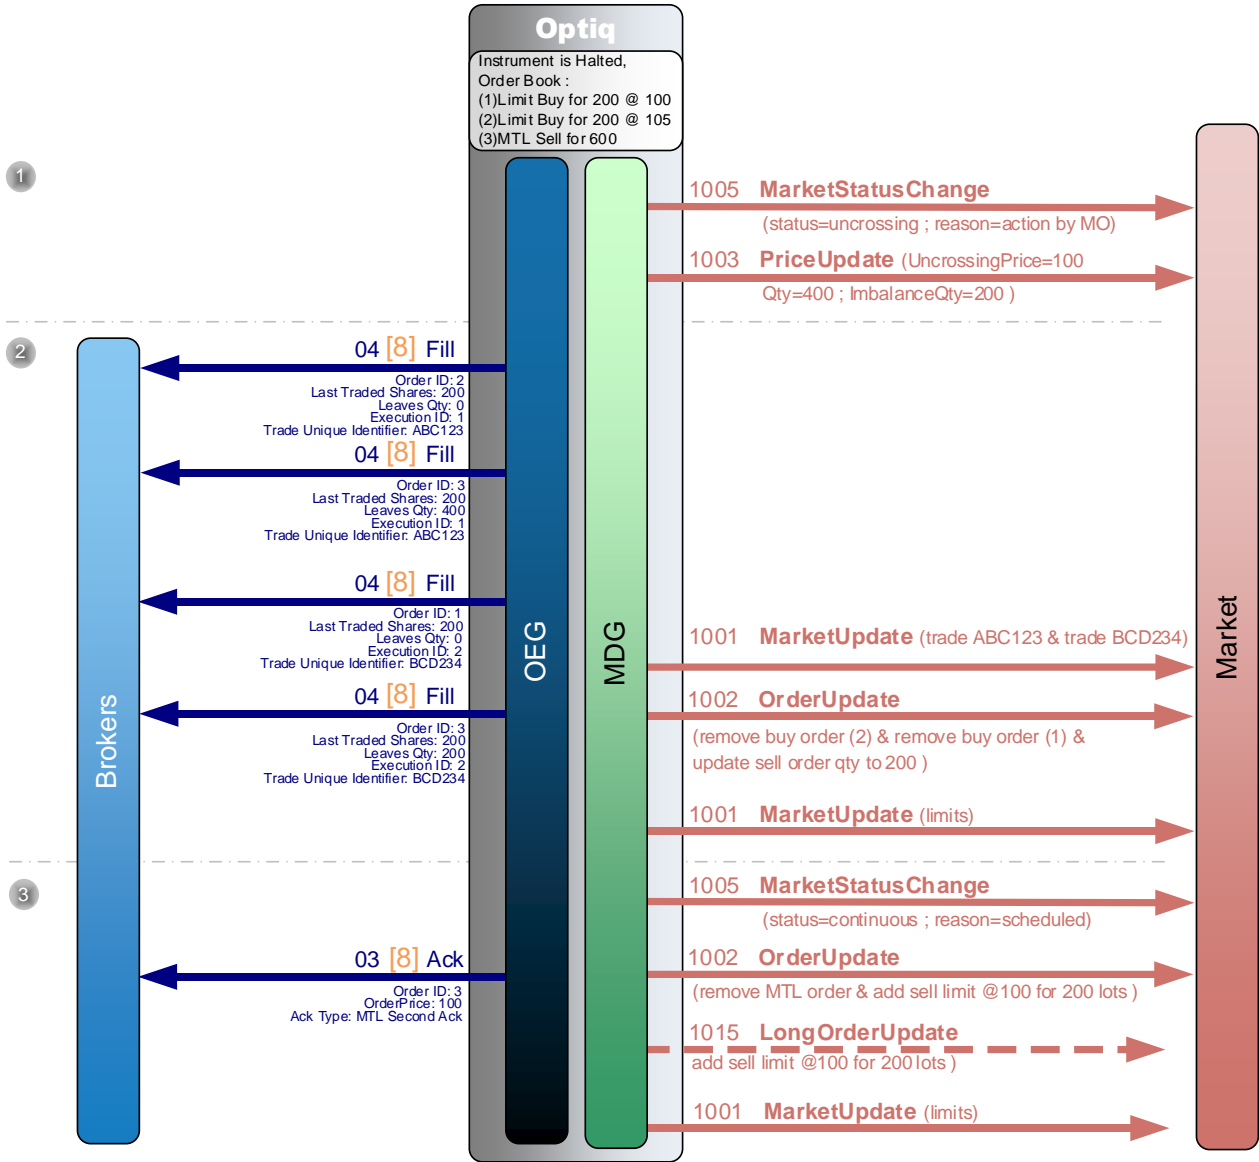 Optiq
Instrument is Halted,
Order Book :
(1)Limit Buy for 200 @ 100
(2)Limit Buy for 200 @ 105
(3)MTL Sell for 600
1
1005 MarketStatusChange
(status=uncrossing ; reason=action by MO)
1003 PriceUpdate (UncrossingPrice=100
Qty=400 ; ImbalanceQty=200 )
2
04 [8] Fill
Order ID: 2
Last Traded Shares: 200
Leaves Qty: 0
Execution ID: 1
Trade Unique Identifier: ABC123
04 [8] Fill
Order ID: 3
Last Traded Shares: 200
Leaves Qty: 400
Execution ID: 1
Trade Unique Identifier: ABC123
04 [8] Fill
Order ID: 1
Last Traded Shares: 200
Leaves Qty: 0
Execution ID: 2
Trade Unique Identifier: BCD234
04 [8] Fill
Order ID: 3
Last Traded Shares: 200
Leaves Qty: 200
Execution ID: 2
Trade Unique Identifier: BCD234
Brokers
OEG
MDG
Market
1001 MarketUpdate (trade ABC123 & trade BCD234)
1002 OrderUpdate
(remove buy order (2) & remove buy order (1) &
update sell order qty to 200 )
1001 MarketUpdate (limits)
3
1005 MarketStatusChange
(status=continuous ; reason=scheduled)
03 [8] Ack
Order ID: 3
OrderPrice: 100
Ack Type: MTL Second Ack
1002 OrderUpdate
(remove MTL order & add sell limit @100 for 200 lots )
1015 LongOrderUpdate
add sell limit @100 for 200 lots )
1001 MarketUpdate (limits)